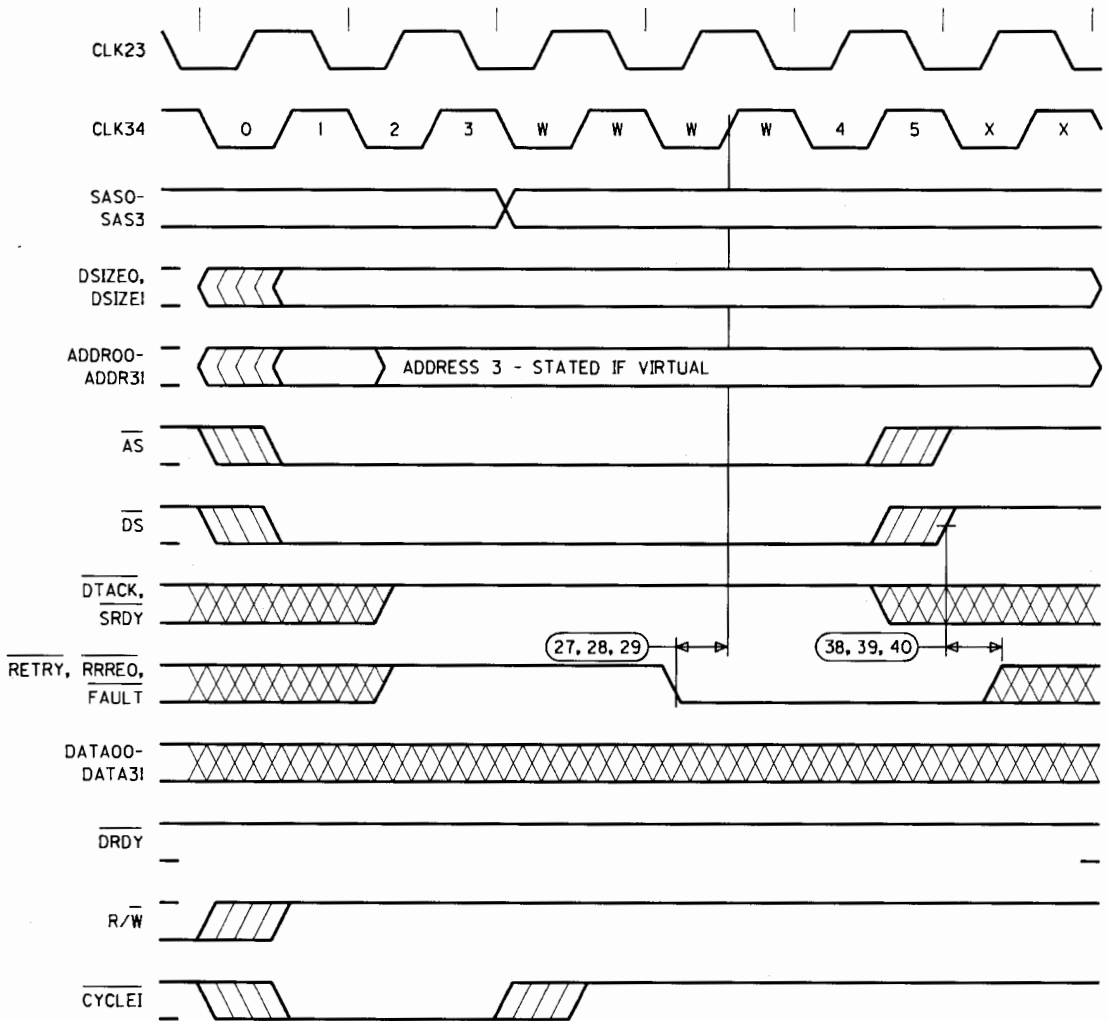 CLK23
CLK34 0 1 2 3 W W W W 4 5 X X
SAS0-
SAS3
DSIZE0,
DSIZE1
ADDR00-
ADDR31
ADDRESS 3 - STATED IF VIRTUAL
AS
DS
DTACK,
SRDY
27, 28, 29
38, 39, 40
RETRY, RRREQ,
FAULT
DATA00-
DATA31
DRDY
R/W
CYCLEI